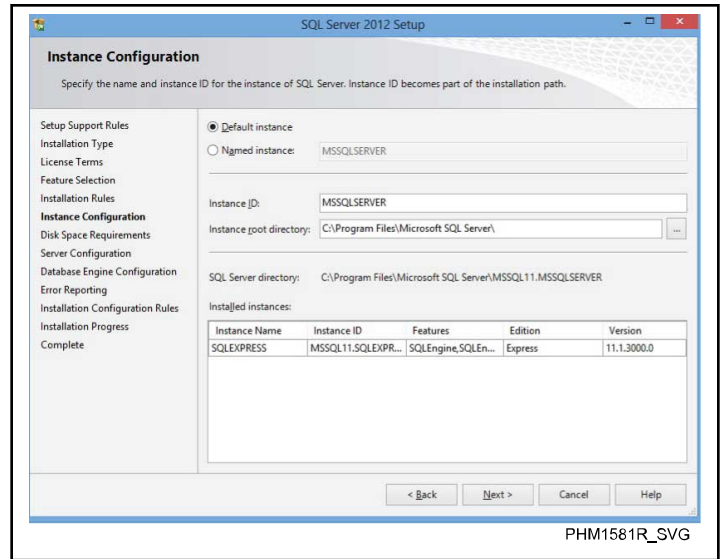 SQL Server 2012 Setup
Instance Configuration
Specify the name and instance ID for the instance of SQL Server. Instance ID becomes part of the installation path.
Setup Support Rules
Installation Type
License Terms
Feature Selection
Installation Rules
Instance Configuration
Disk Space Requirements
Server Configuration
Database Engine Configuration
Error Reporting
Installation Configuration Rules
Installation Progress
Complete
Default instance
Named instance: MSSQLSERVER
Instance ID: MSSQLSERVER
Instance root directory: C:\Program Files\Microsoft SQL Server\ ...
SQL Server directory: C:\Program Files\Microsoft SQL Server\MSSQL11.MSSQLSERVER
Installed instances:
Instance Name Instance ID Features Edition Version
SQLEXPRESS MSSQL11.SQLEXPR... SQLEngine,SQLEn... Express 11.1.3000.0
< Back Next > Cancel Help
PHM1581R_SVG